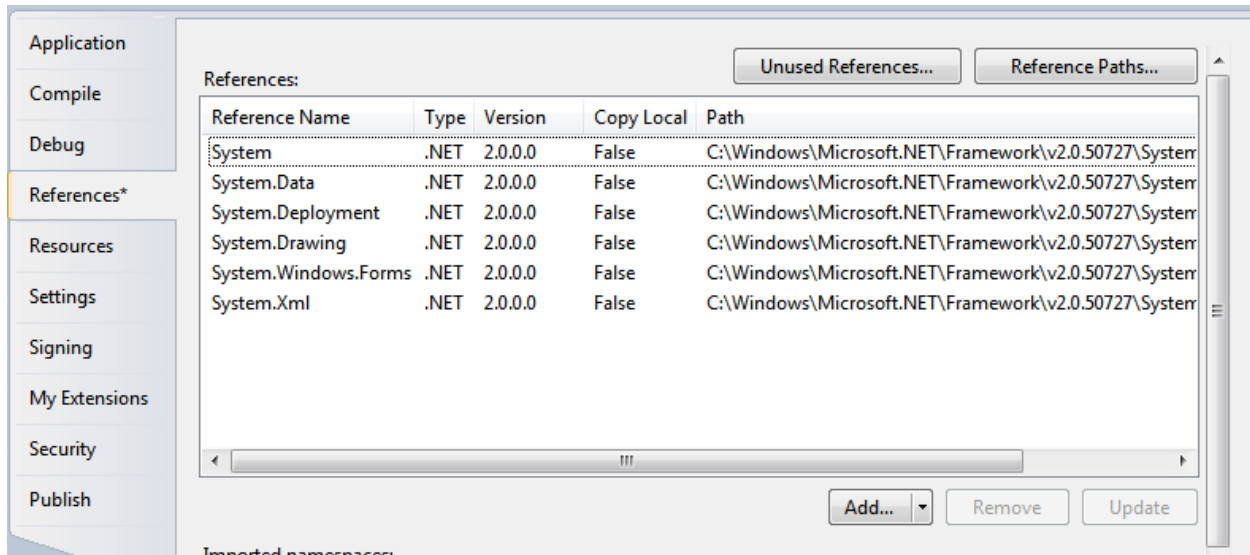 Application
Compile
Debug
References*
Resources
Settings
Signing
My Extensions
Security
Publish
Unused References... Reference Paths...
References:
Reference Name Type Version Copy Local Path
System .NET 2.0.0.0 False C:\Windows\Microsoft.NET\Framework\v2.0.50727\System
System.Data .NET 2.0.0.0 False C:\Windows\Microsoft.NET\Framework\v2.0.50727\System
System.Deployment .NET 2.0.0.0 False C:\Windows\Microsoft.NET\Framework\v2.0.50727\System
System.Drawing .NET 2.0.0.0 False C:\Windows\Microsoft.NET\Framework\v2.0.50727\System
System.Windows.Forms .NET 2.0.0.0 False C:\Windows\Microsoft.NET\Framework\v2.0.50727\System
System.Xml .NET 2.0.0.0 False C:\Windows\Microsoft.NET\Framework\v2.0.50727\System
Add... Remove Update
Imported namespaces: